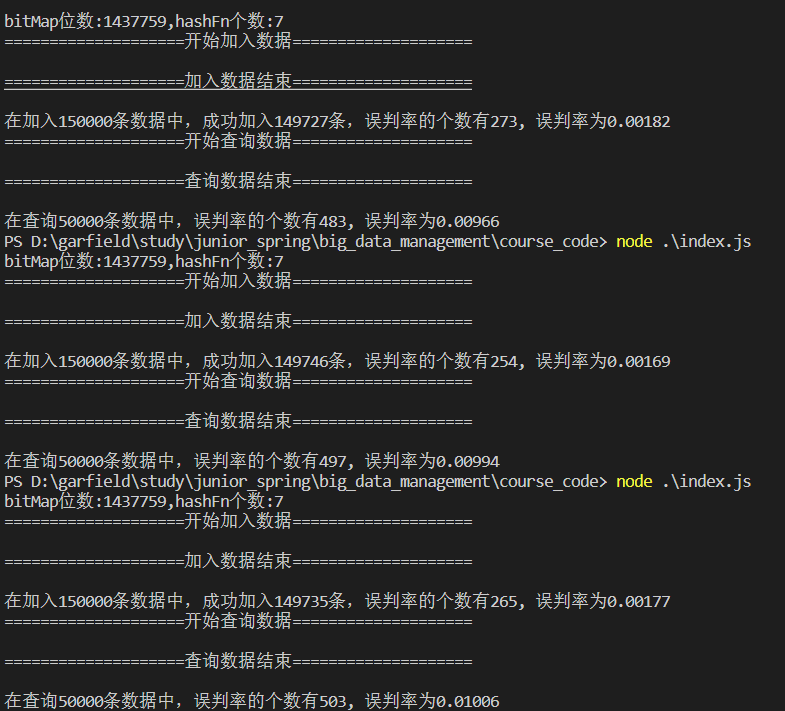 bitMap位数:1437759,hashFn个数:7
====================开始加入数据====================
====================加入数据结束====================
在加入150000条数据中，成功加入149727条，误判率的个数有273, 误判率为0.00182
====================开始查询数据====================
====================查询数据结束====================
在查询50000条数据中，误判率的个数有483, 误判率为0.00966
PS D:\garfield\study\junior_spring\big_data_management\course_code> node .\index.js
bitMap位数:1437759,hashFn个数:7
====================开始加入数据====================
====================加入数据结束====================
在加入150000条数据中，成功加入149746条，误判率的个数有254, 误判率为0.00169
====================开始查询数据====================
====================查询数据结束====================
在查询50000条数据中，误判率的个数有497, 误判率为0.00994
PS D:\garfield\study\junior_spring\big_data_management\course_code> node .\index.js
bitMap位数:1437759,hashFn个数:7
====================开始加入数据====================
====================加入数据结束====================
在加入150000条数据中，成功加入149735条，误判率的个数有265, 误判率为0.00177
====================开始查询数据====================
====================查询数据结束====================
在查询50000条数据中，误判率的个数有503, 误判率为0.01006